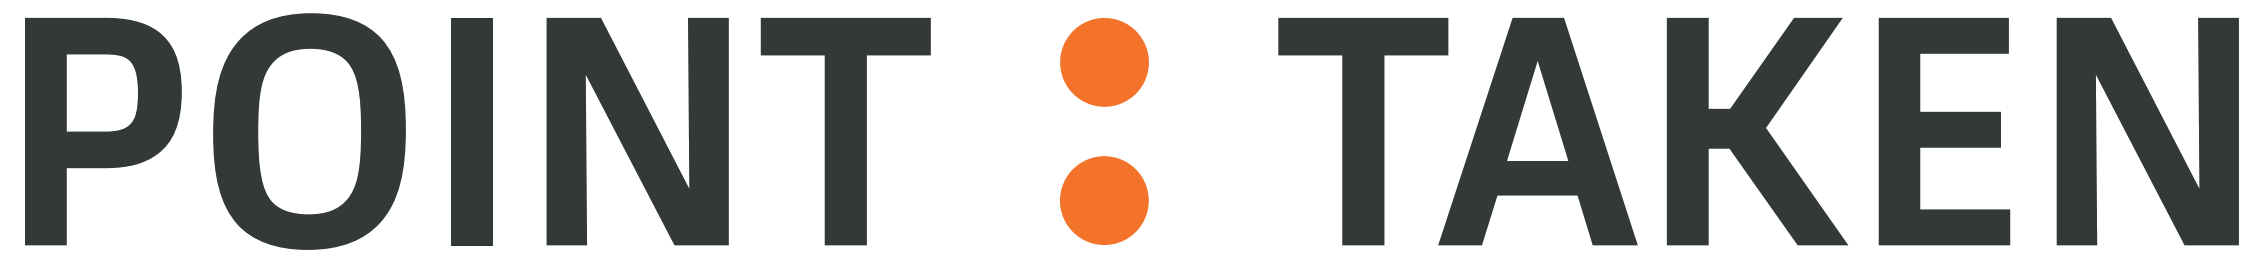 POINT : TAKEN